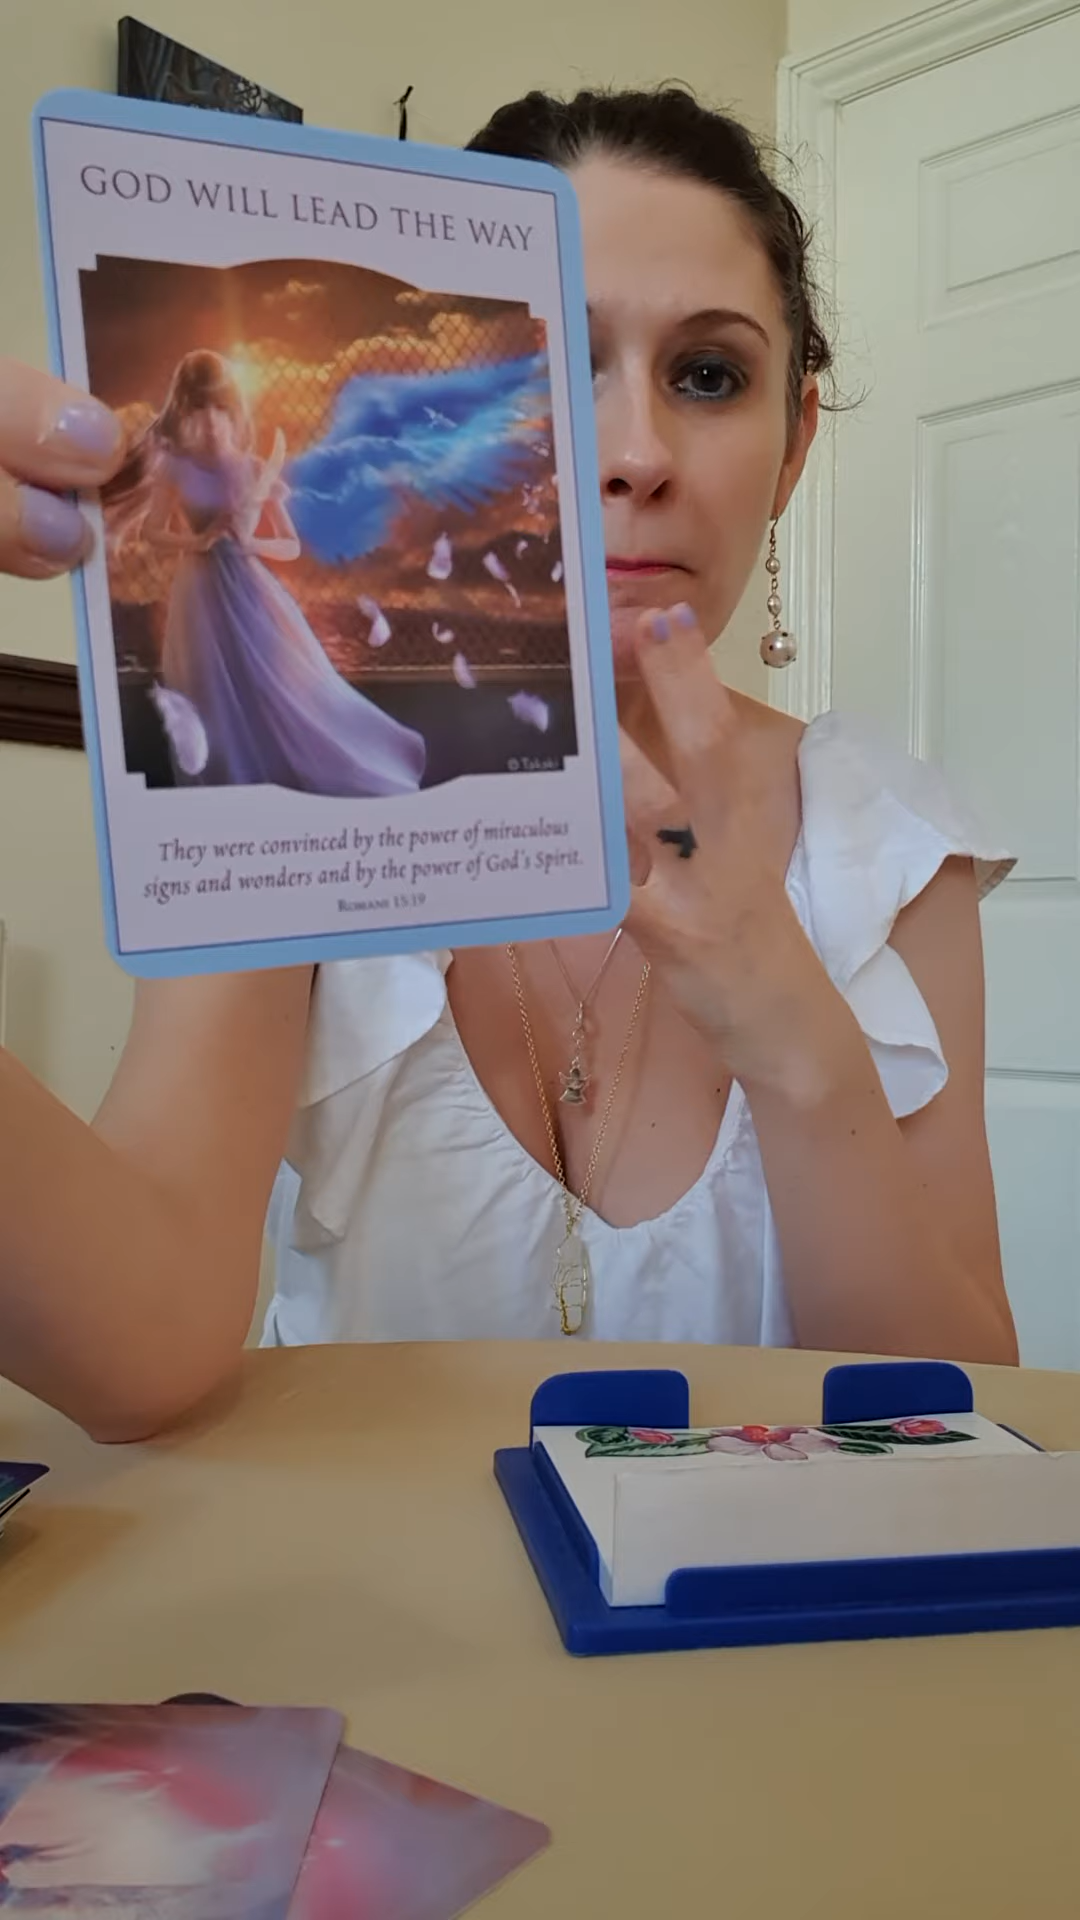 GOD WILL LEAD THE WAY
© Takaki
They were convinced by the power of miraculous
signs and wonders and by the power of God's Spirit.
ROMANS 15:19